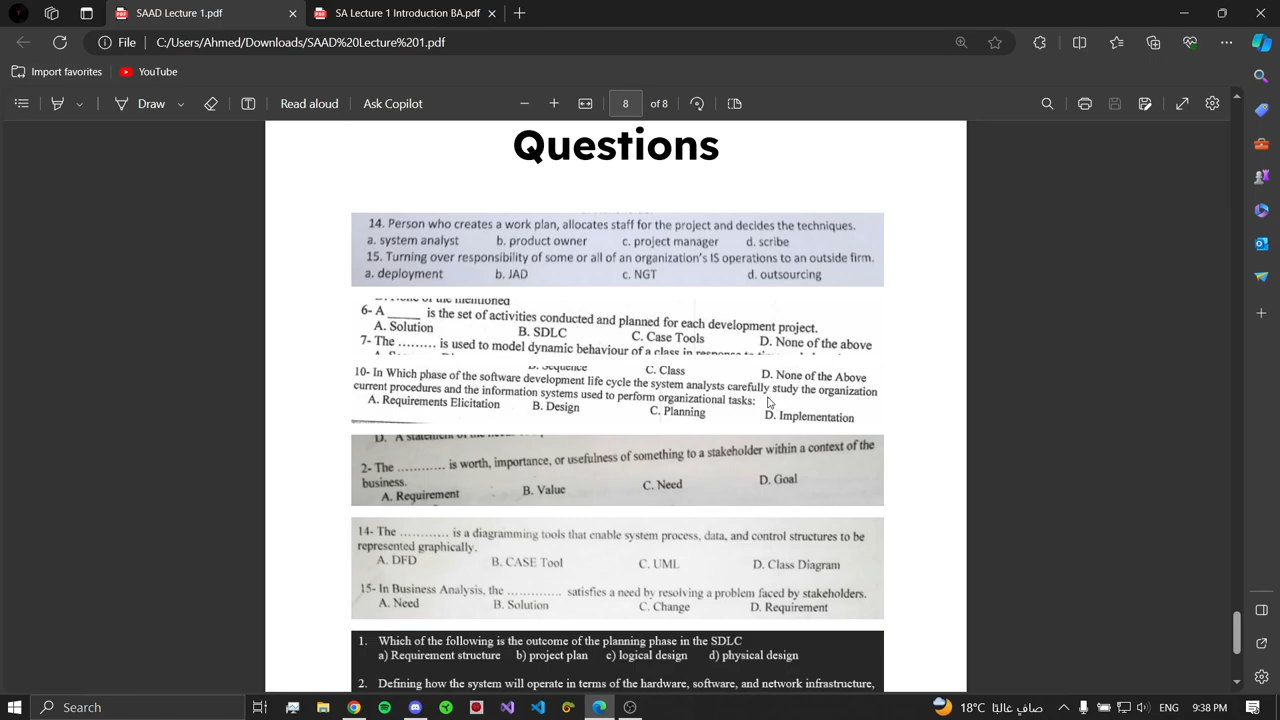 SAAD Lecture 1.pdf
SA Lecture 1 Introduction BA.pdf
File
C:/Users/Ahmed/Downloads/SAAD%20Lecture%201.pdf
Import favorites
YouTube
Draw
Read aloud
Ask Copilot
8
of 8
Questions
14. Person who creates a work plan, allocates staff for the project and decides the techniques.
a. system analyst b. product owner c. project manager d. scribe
15. Turning over responsibility of some or all of an organization's IS operations to an outside firm.
a. deployment b. JAD c. NGT d. outsourcing
D. None of the mentioned
6- A _____ is the set of activities conducted and planned for each development project.
A. Solution B. SDLC C. Case Tools D. None of the above
7- The ......... is used to model dynamic behaviour of a class in response to
B. Sequence C. Class D. None of the Above
10- In Which phase of the software development life cycle the system analysts carefully study the organization
current procedures and the information systems used to perform organizational tasks:
A. Requirements Elicitation B. Design C. Planning D. Implementation
D. A statement of the
2- The ............ is worth, importance, or usefulness of something to a stakeholder within a context of the
business.
A. Requirement B. Value C. Need D. Goal
14- The ............ is a diagramming tools that enable system process, data, and control structures to be
represented graphically.
A. DFD B. CASE Tool C. UML D. Class Diagram
15- In Business Analysis, the .............. satisfies a need by resolving a problem faced by stakeholders.
A. Need B. Solution C. Change D. Requirement
1. Which of the following is the outcome of the planning phase in the SDLC
a) Requirement structure b) project plan c) logical design d) physical design
2. Defining how the system will operate in terms of the hardware, software, and network infrastructure,
Search
18°C صافي غالبًا
ENG
9:38 PM